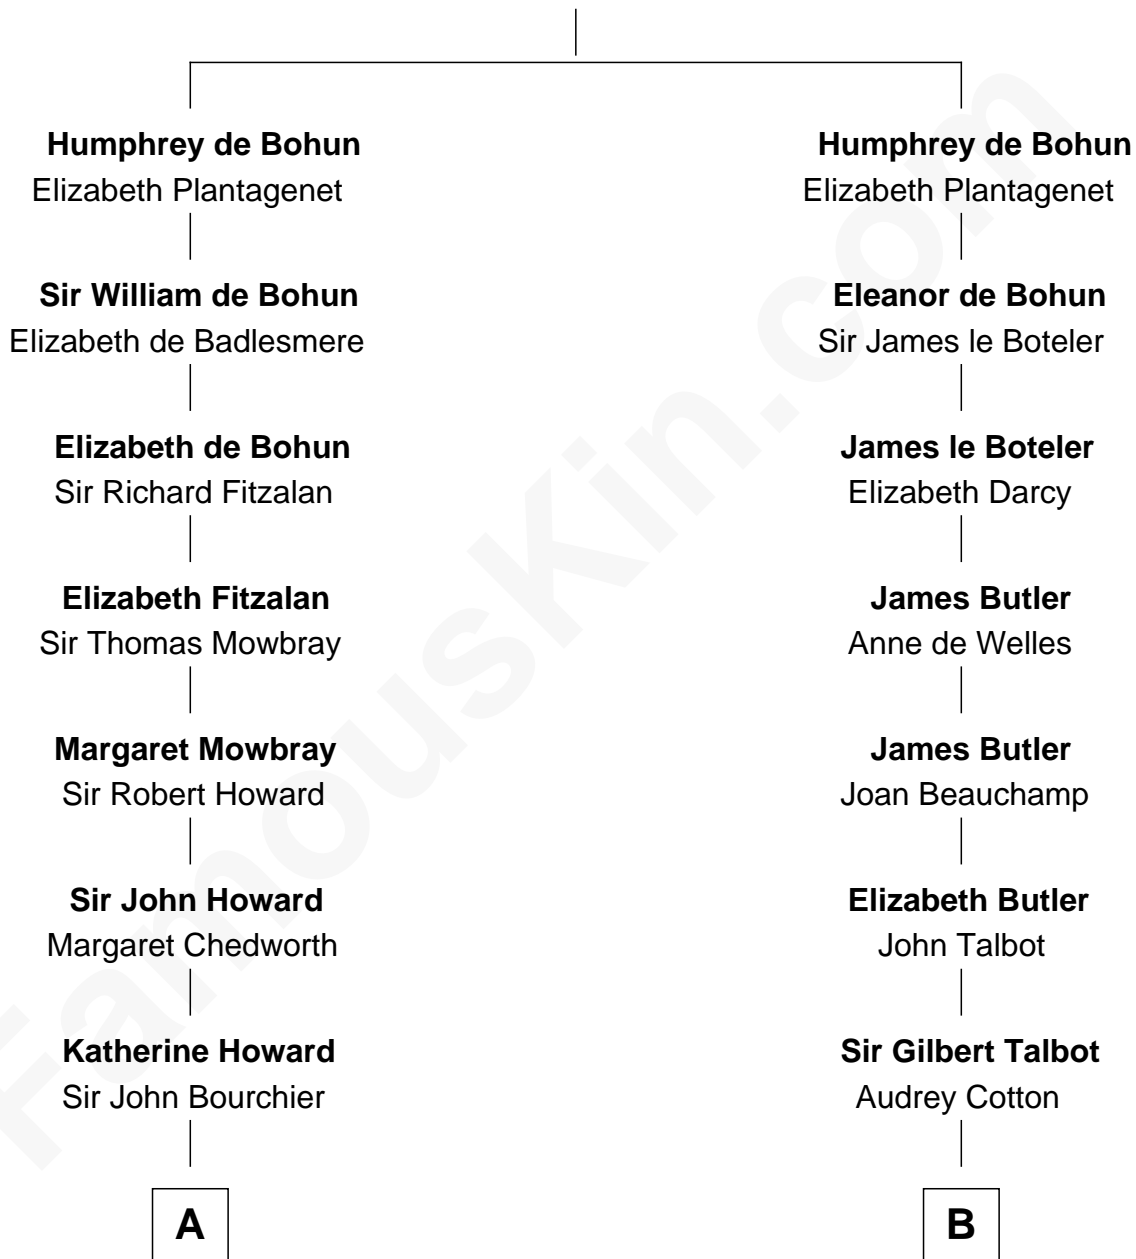 Humphrey de Bohun
Elizabeth Plantagenet
Sir William de Bohun
Elizabeth de Badlesmere
Elizabeth de Bohun
Sir Richard Fitzalan
Elizabeth Fitzalan
Sir Thomas Mowbray
Margaret Mowbray
Sir Robert Howard
Sir John Howard
Margaret Chedworth
Katherine Howard
Sir John Bourchier
A
Humphrey de Bohun
Elizabeth Plantagenet
Eleanor de Bohun
Sir James le Boteler
James le Boteler
Elizabeth Darcy
James Butler
Anne de Welles
James Butler
Joan Beauchamp
Elizabeth Butler
John Talbot
Sir Gilbert Talbot
Audrey Cotton
B
FamousKin.com